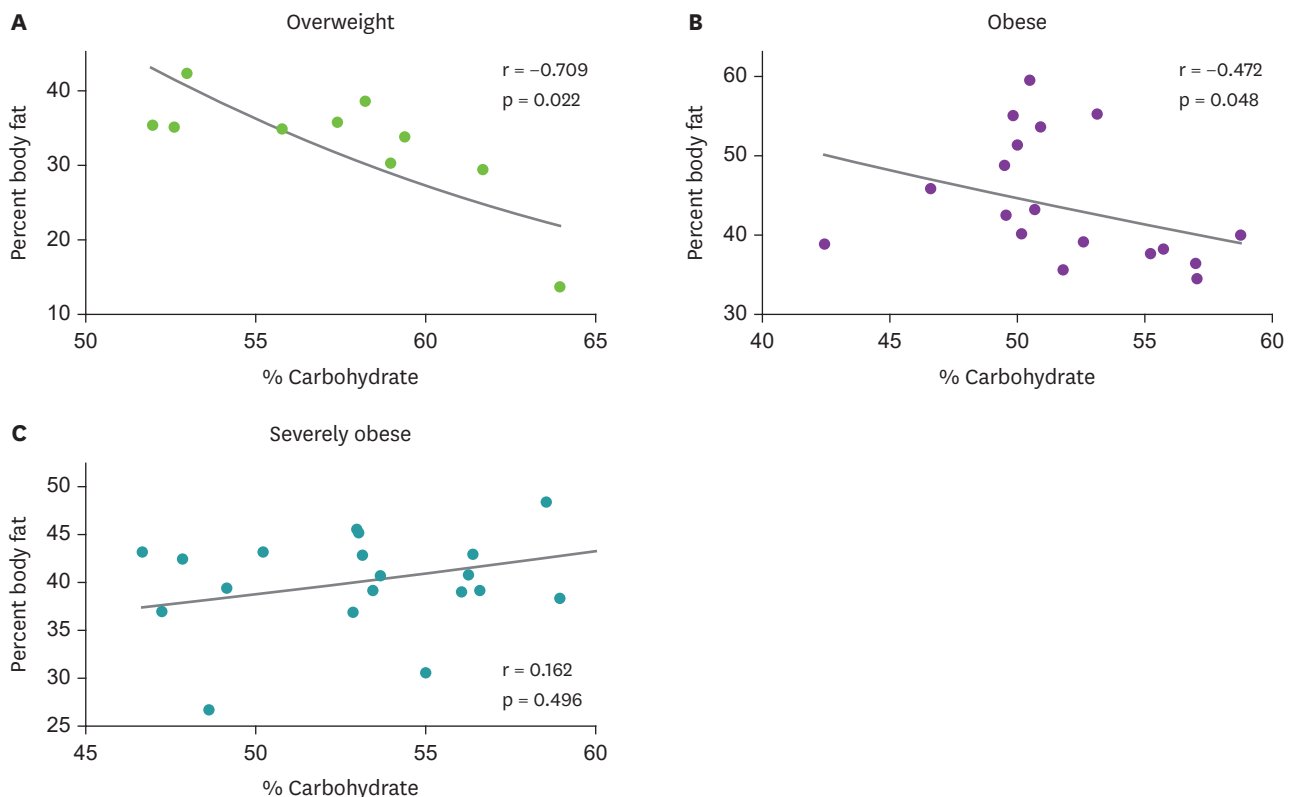 A
Overweight
r = −0.709
p = 0.022
Percent body fat
40
30
20
10
50 55 60 65
% Carbohydrate
B
Obese
r = −0.472
p = 0.048
Percent body fat
60
50
40
30
40 45 50 55 60
% Carbohydrate
C
Severely obese
Percent body fat
50
45
40
35
30
25
r = 0.162
p = 0.496
45 50 55 60
% Carbohydrate